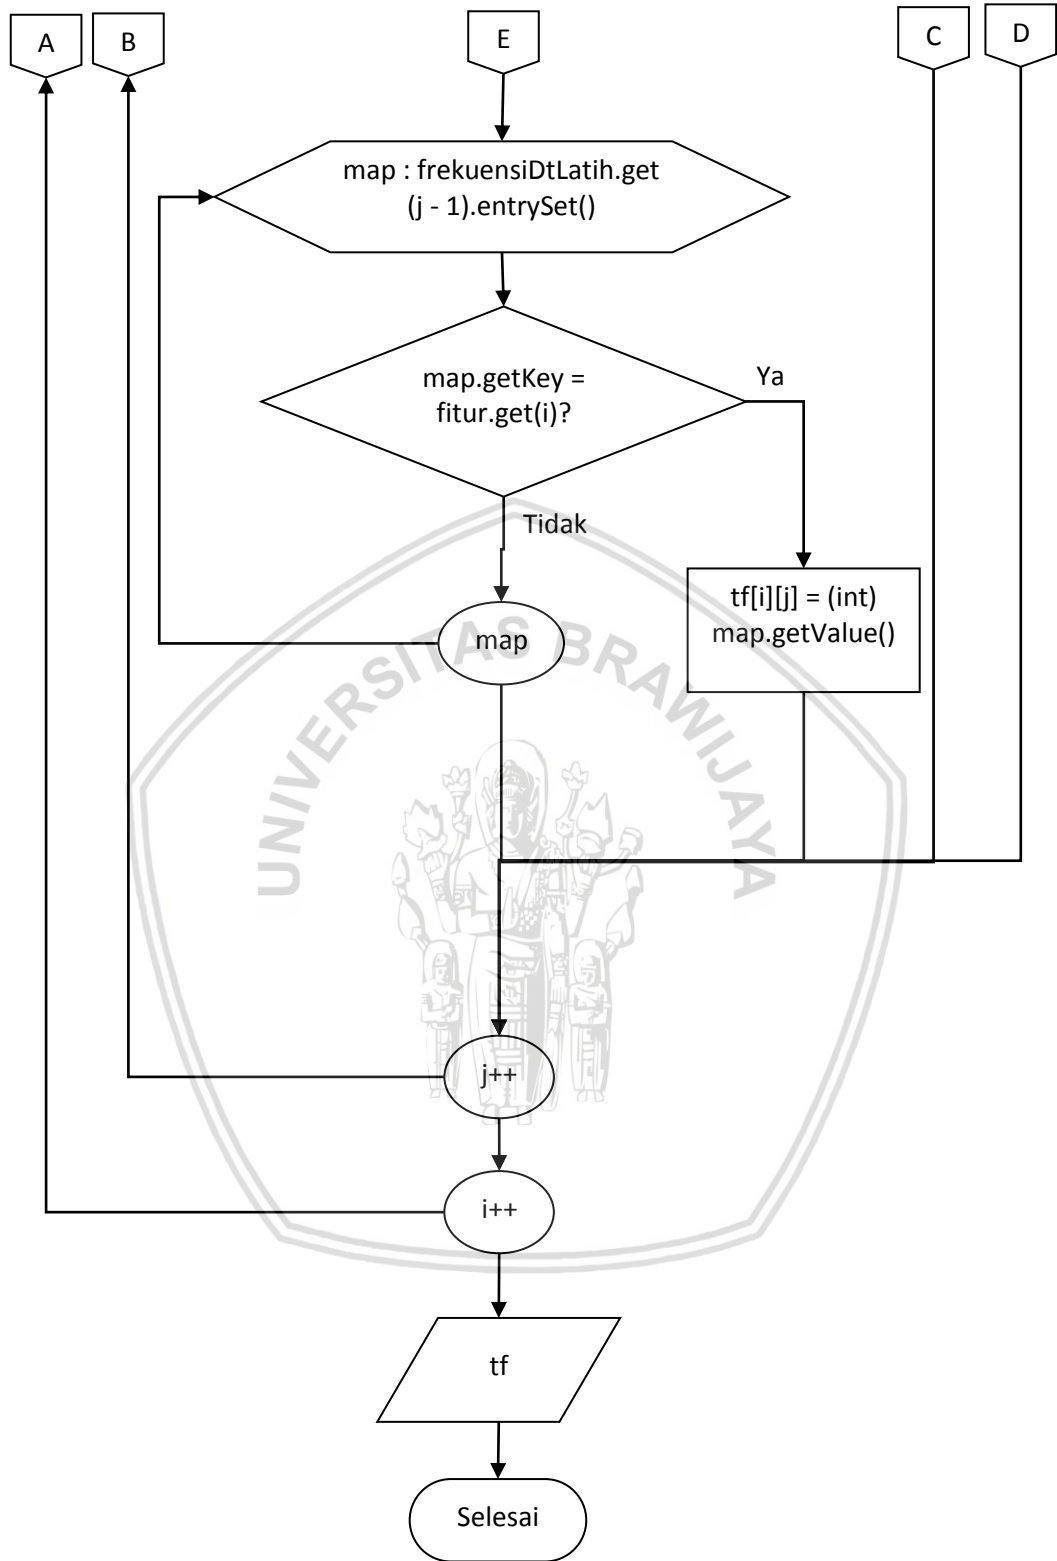 A
B
E
C
D
map : frekuensiDtLatih.get
(j - 1).entrySet()
map.getKey =
fitur.get(i)?
Ya
Tidak
tf[i][j] = (int)
map.getValue()
map
UNIVERSITAS BRAWIJAYA
j++
i++
tf
Selesai